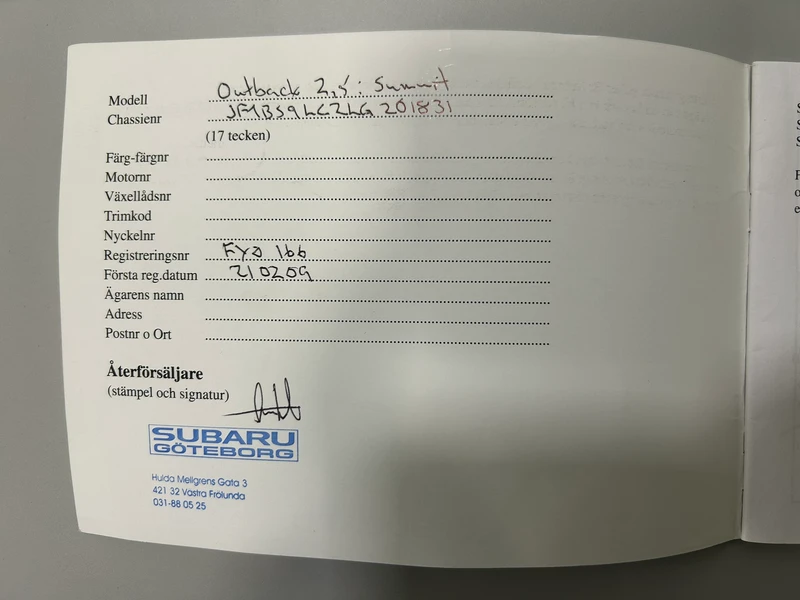 Modell Outback 2,5i Summit
Chassienr JF1BS9LC2LG201831
(17 tecken)
Färg-färgnr
Motornr
Växellådsnr
Trimkod
Nyckelnr
Registreringsnr FYD 166
Första reg.datum 210209
Ägarens namn
Adress
Postnr o Ort
Återförsäljare
(stämpel och signatur)
SUBARU
GÖTEBORG
Hulda Mellgrens Gata 3
421 32 Västra Frölunda
031-88 05 25